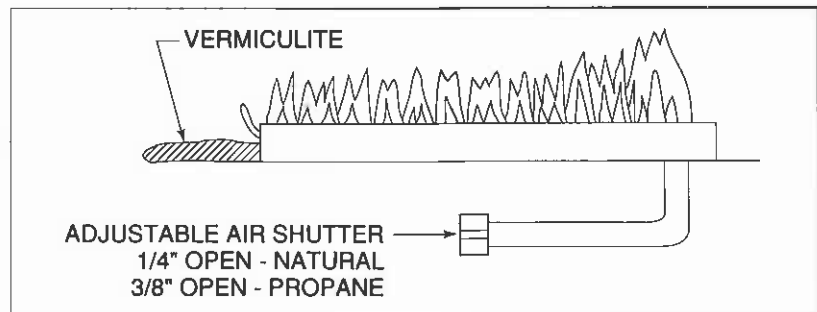 VERMICULITE
ADJUSTABLE AIR SHUTTER
1/4" OPEN - NATURAL
3/8" OPEN - PROPANE